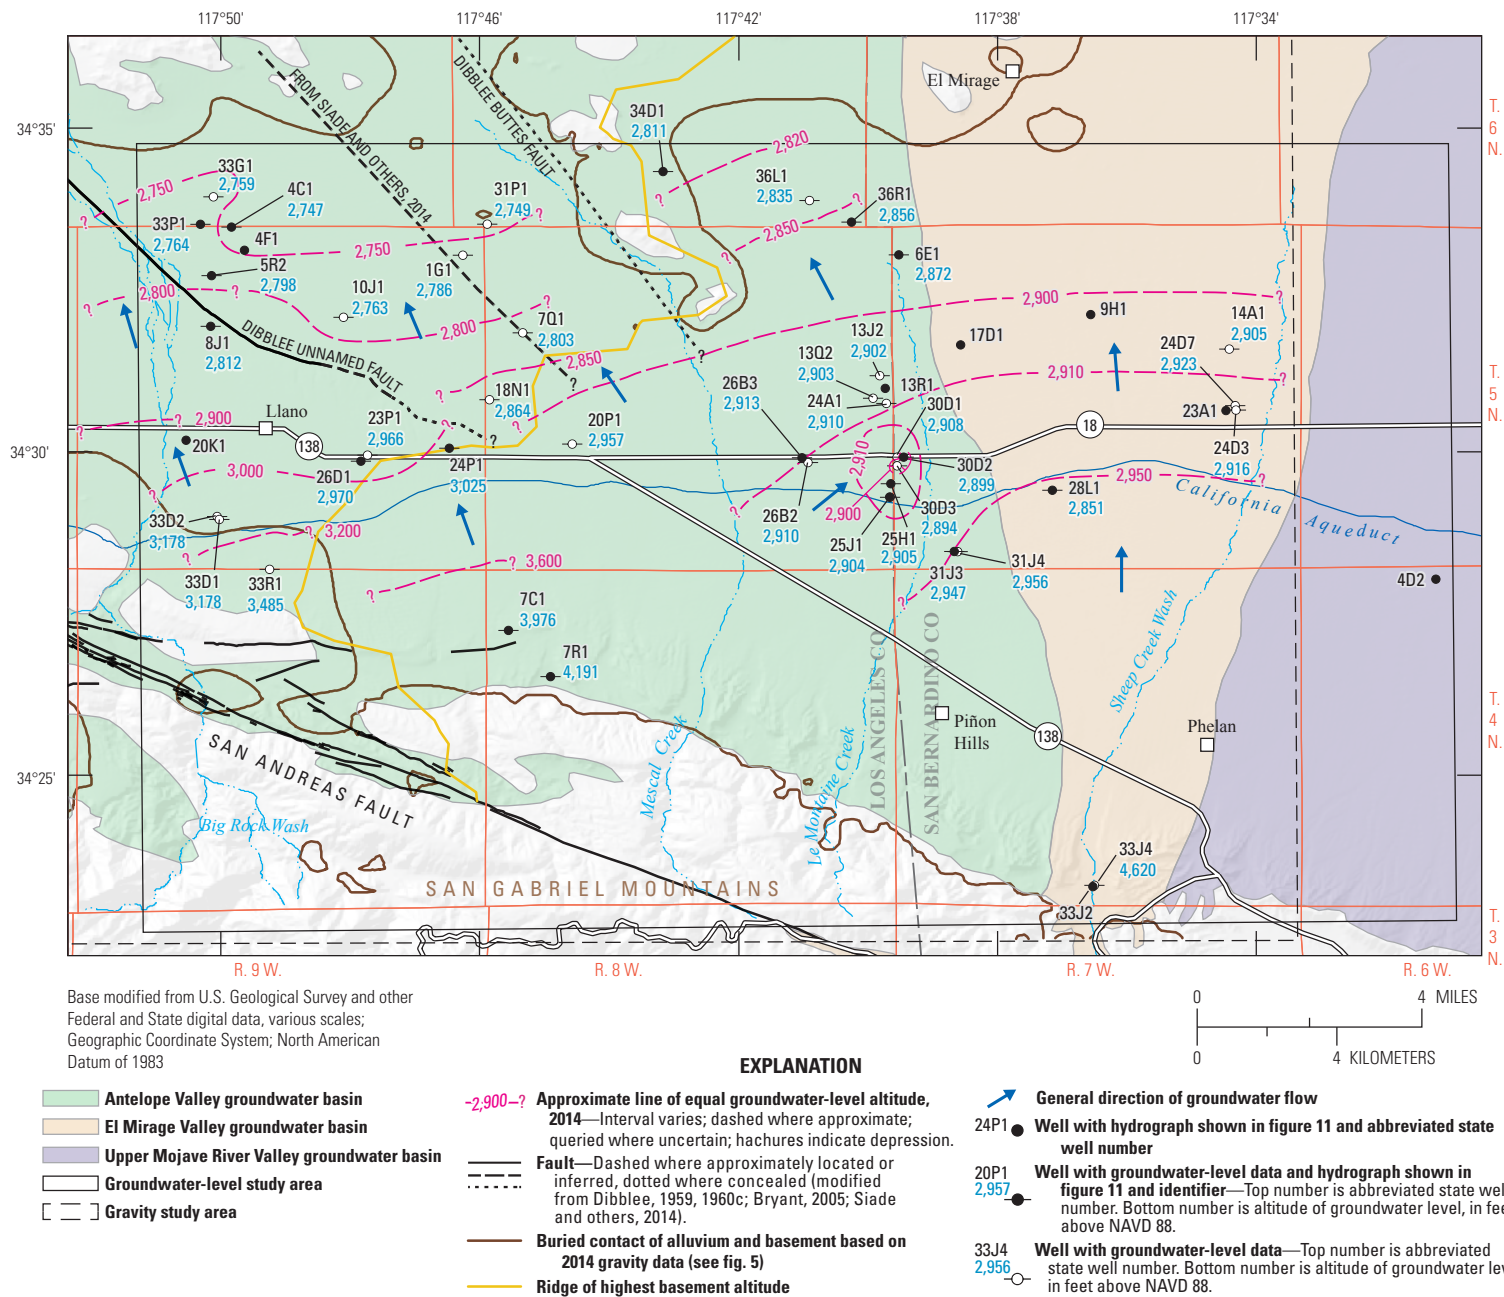 117°50'
117°46'
117°42'
117°38'
117°34'
34°35'
34°30'
34°25'
T.
6
N.
T.
5
N.
T.
4
N.
T.
3
N.
R. 9 W.
R. 8 W.
R. 7 W.
R. 6 W.
FROM SIADE AND OTHERS, 2014
DIBBLEE BUTTES FAULT
El Mirage
34D1
2,811
2,820
33G1
2,759
2,750
?
4C1
2,747
31P1
2,749
?
36L1
2,835
?
?
36R1
2,856
33P1
2,764
4F1
2,750
2,850
?
5R2
2,798
1G1
2,786
6E1
2,872
10J1
2,763
2,800
?
?
?
2,900
?
9H1
14A1
2,905
8J1
2,812
DIBBLEE UNNAMED FAULT
2,800
7Q1
2,803
2,850
?
?
13J2
2,902
17D1
24D7
2,923
13Q2
2,903
2,910
?
26B3
2,913
13R1
24A1
2,910
30D1
2,908
18N1
2,864
?
?
Llano
2,900
?
?
138
23P1
2,966
?
?
20P1
2,957
18
23A1
24D3
2,916
20K1
3,000
?
26D1
2,970
24P1
3,025
2,910
30D2
2,899
2,950
?
28L1
2,851
California Aqueduct
?
26B2
2,910
2,900
30D3
2,894
33D2
3,178
3,200
?
?
25J1
2,904
25H1
2,905
31J4
2,956
31J3
2,947
?
33D1
3,178
33R1
3,485
3,600
?
?
4D2
7C1
3,976
7R1
4,191
LOS ANGELES CO
SAN BERNARDINO CO
Sheep Creek Wash
Piñon
Hills
138
Phelan
SAN ANDREAS FAULT
Mescal Creek
Le Montaine Creek
Big Rock Wash
SAN GABRIEL MOUNTAINS
33J4
4,620
33J2
Base modified from U.S. Geological Survey and other
Federal and State digital data, various scales;
Geographic Coordinate System; North American
Datum of 1983
0 4 MILES
0 4 KILOMETERS
EXPLANATION
Antelope Valley groundwater basin
El Mirage Valley groundwater basin
Upper Mojave River Valley groundwater basin
Groundwater-level study area
Gravity study area
2,900 ?
Approximate line of equal groundwater-level altitude,
2014—Interval varies; dashed where approximate;
queried where uncertain; hachures indicate depression.
Fault—Dashed where approximately located or
inferred, dotted where concealed (modified
from Dibblee, 1959, 1960c; Bryant, 2005; Siade
and others, 2014).
Buried contact of alluvium and basement based on
2014 gravity data (see fig. 5)
Ridge of highest basement altitude
General direction of groundwater flow
24P1
Well with hydrograph shown in figure 11 and abbreviated state
well number
20P1
2,957
Well with groundwater-level data and hydrograph shown in
figure 11 and identifier—Top number is abbreviated state wel
number. Bottom number is altitude of groundwater level, in fee
above NAVD 88.
33J4
2,956
Well with groundwater-level data—Top number is abbreviated
state well number. Bottom number is altitude of groundwater lev
in feet above NAVD 88.